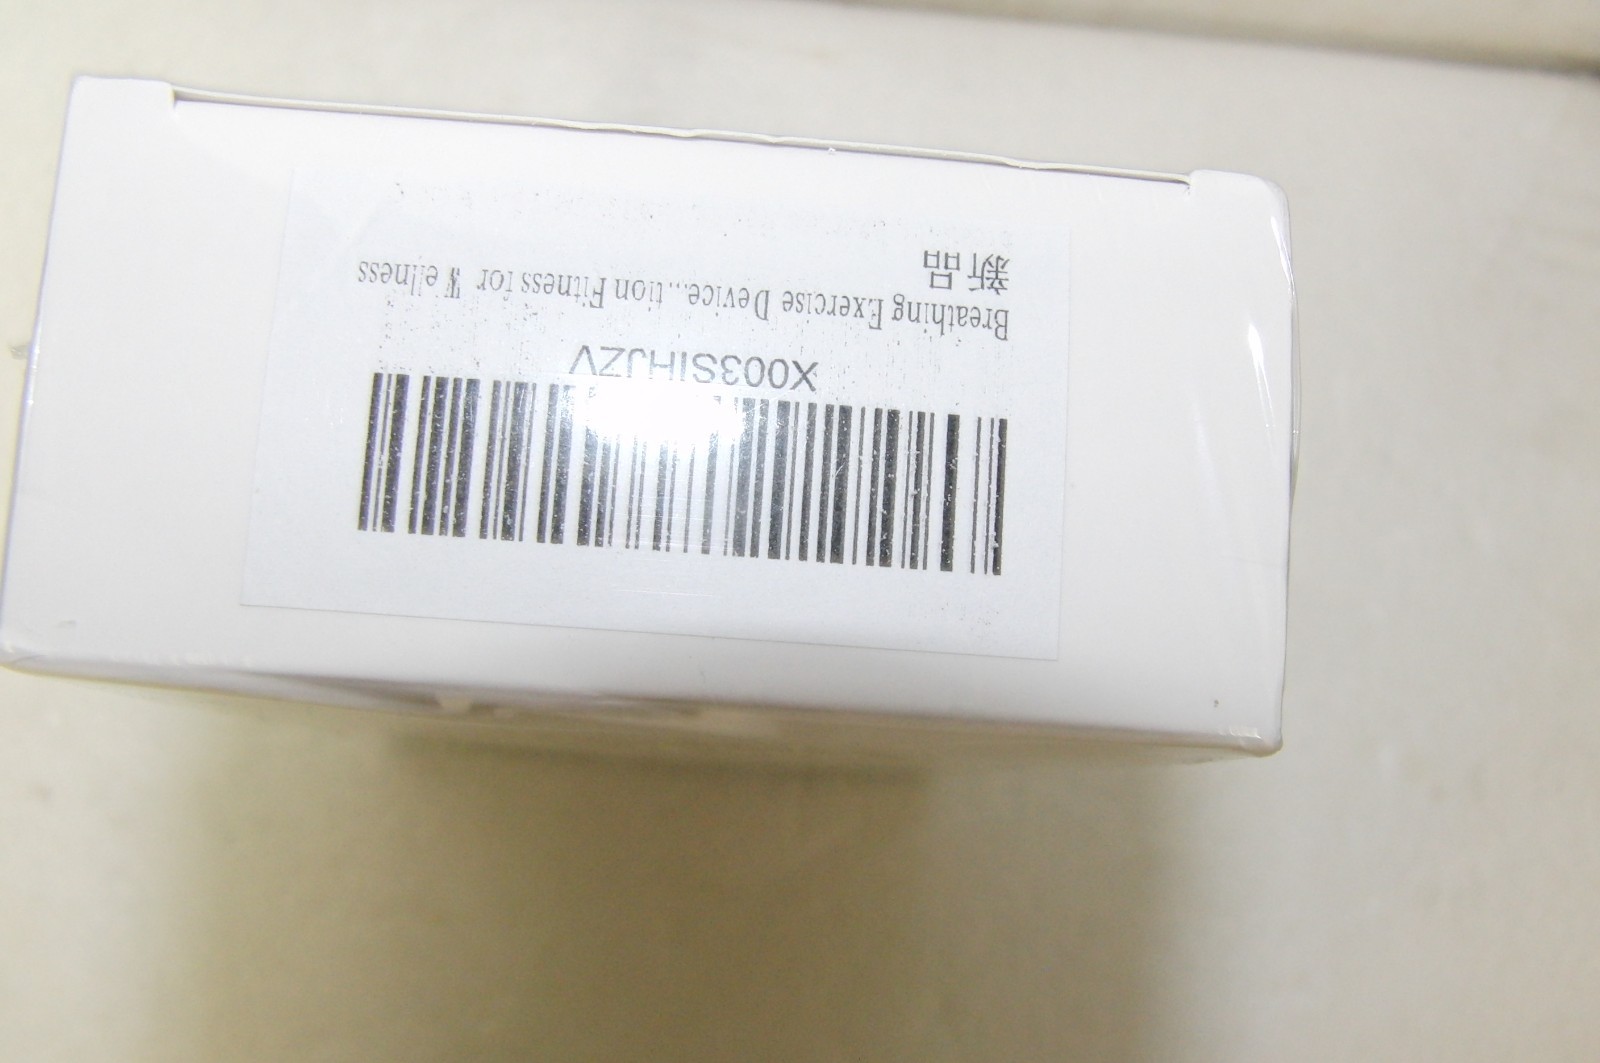 X003SIHJZV
Breathing Exercise Device...tion Fitness for Wellness
新品